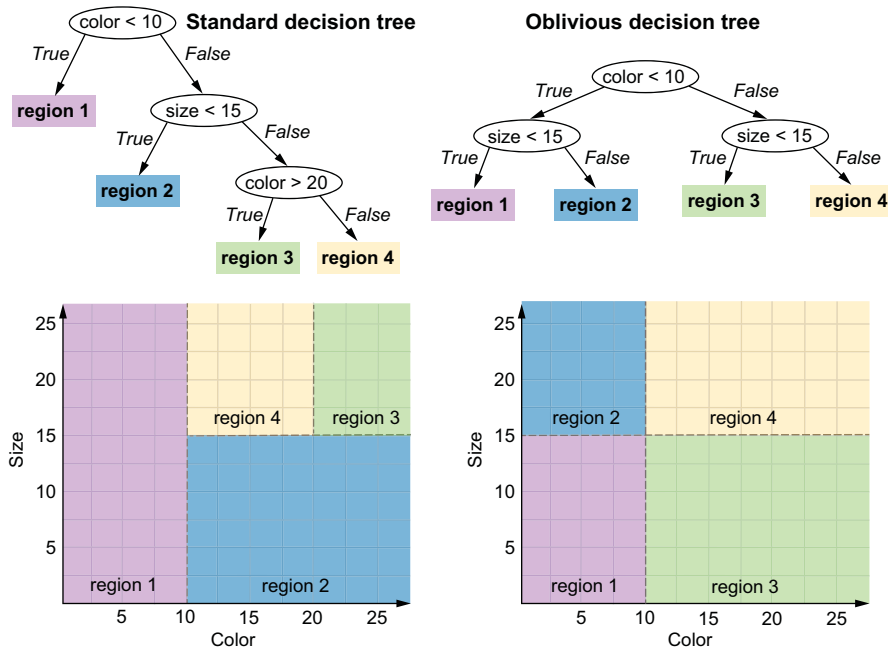 Standard decision tree
color < 10
True
False
region 1
size < 15
True
False
region 2
color > 20
True
False
region 3
region 4
Oblivious decision tree
color < 10
True
False
size < 15
size < 15
True
False
True
False
region 1
region 2
region 3
region 4
25
20
15
10
5
Size
region 4
region 3
region 1
region 2
5
10
15
20
25
Color
25
20
15
10
5
Size
region 2
region 4
region 1
region 3
5
10
15
20
25
Color